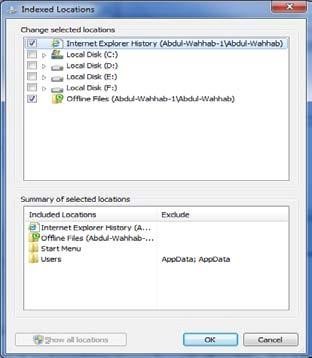 Indexed Locations
Change selected locations
Internet Explorer History (Abdul-Wahhab-1\Abdul-Wahhab)
Local Disk (C:)
Local Disk (D:)
Local Disk (E:)
Local Disk (F:)
Offline Files (Abdul-Wahhab-1\Abdul-Wahhab)
Summary of selected locations
Included Locations Exclude
Internet Explorer History (A...
Offline Files (Abdul-Wahhab-...
Start Menu
Users AppData; AppData
Show all locations OK Cancel